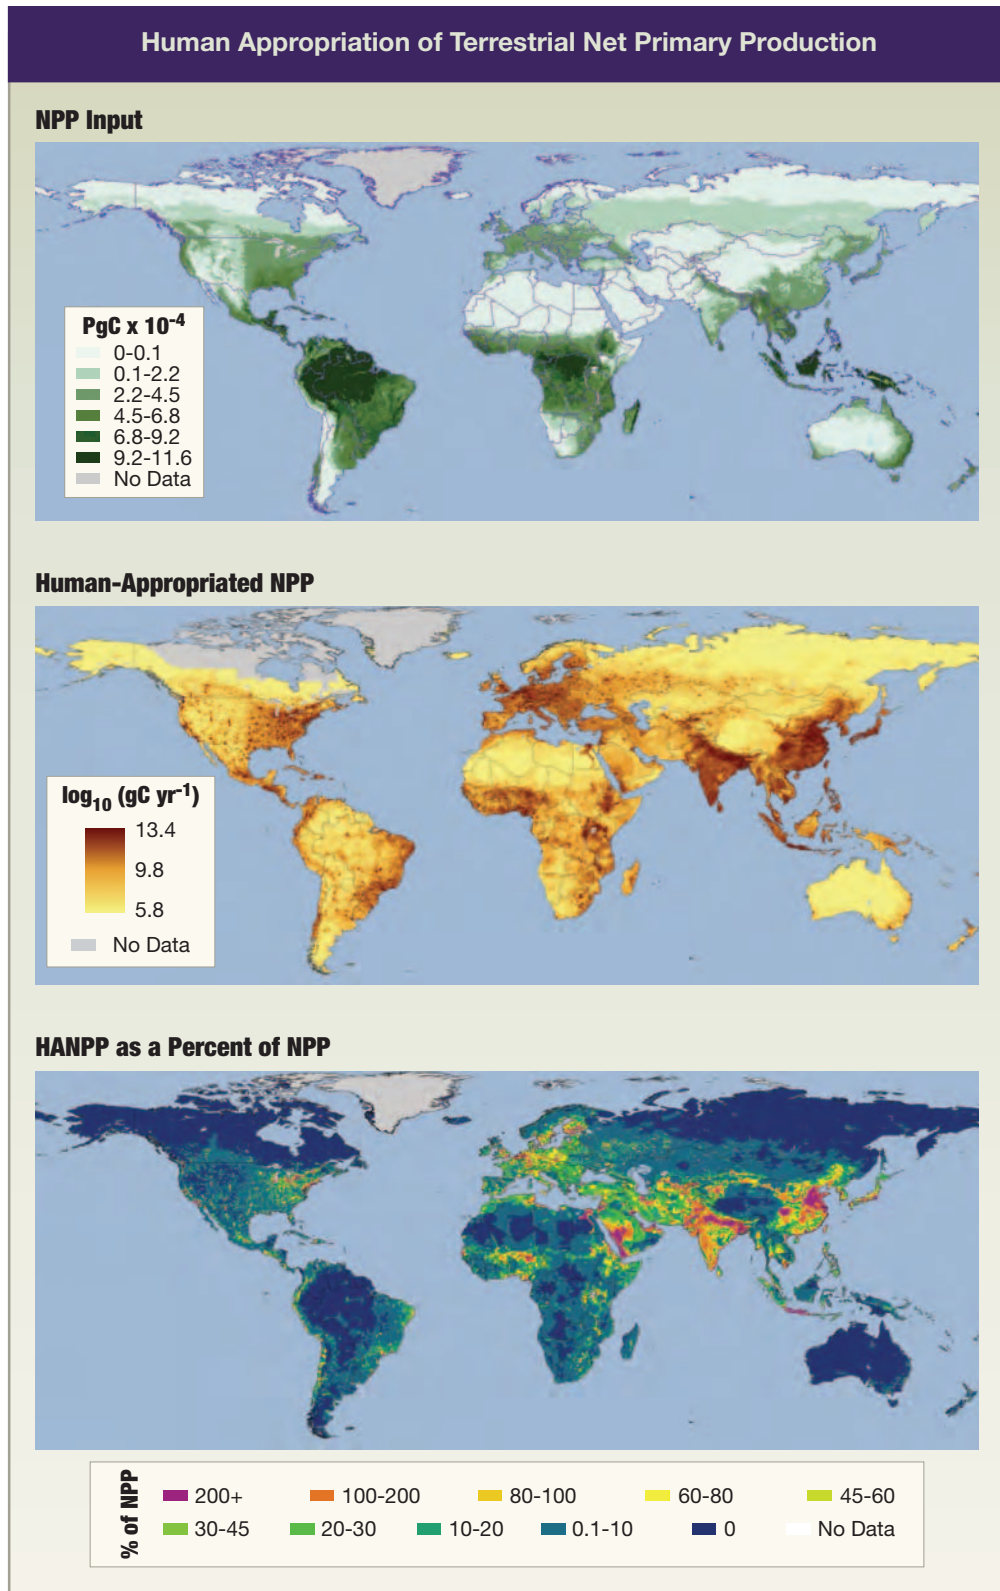 Human Appropriation of Terrestrial Net Primary Production
NPP Input
PgC x 10⁻⁴
0-0.1
0.1-2.2
2.2-4.5
4.5-6.8
6.8-9.2
9.2-11.6
No Data
Human-Appropriated NPP
log₁₀ (gC yr⁻¹)
13.4
9.8
5.8
No Data
HANPP as a Percent of NPP
% of NPP
200+ 100-200 80-100 60-80 45-60
30-45 20-30 10-20 0.1-10 0 No Data